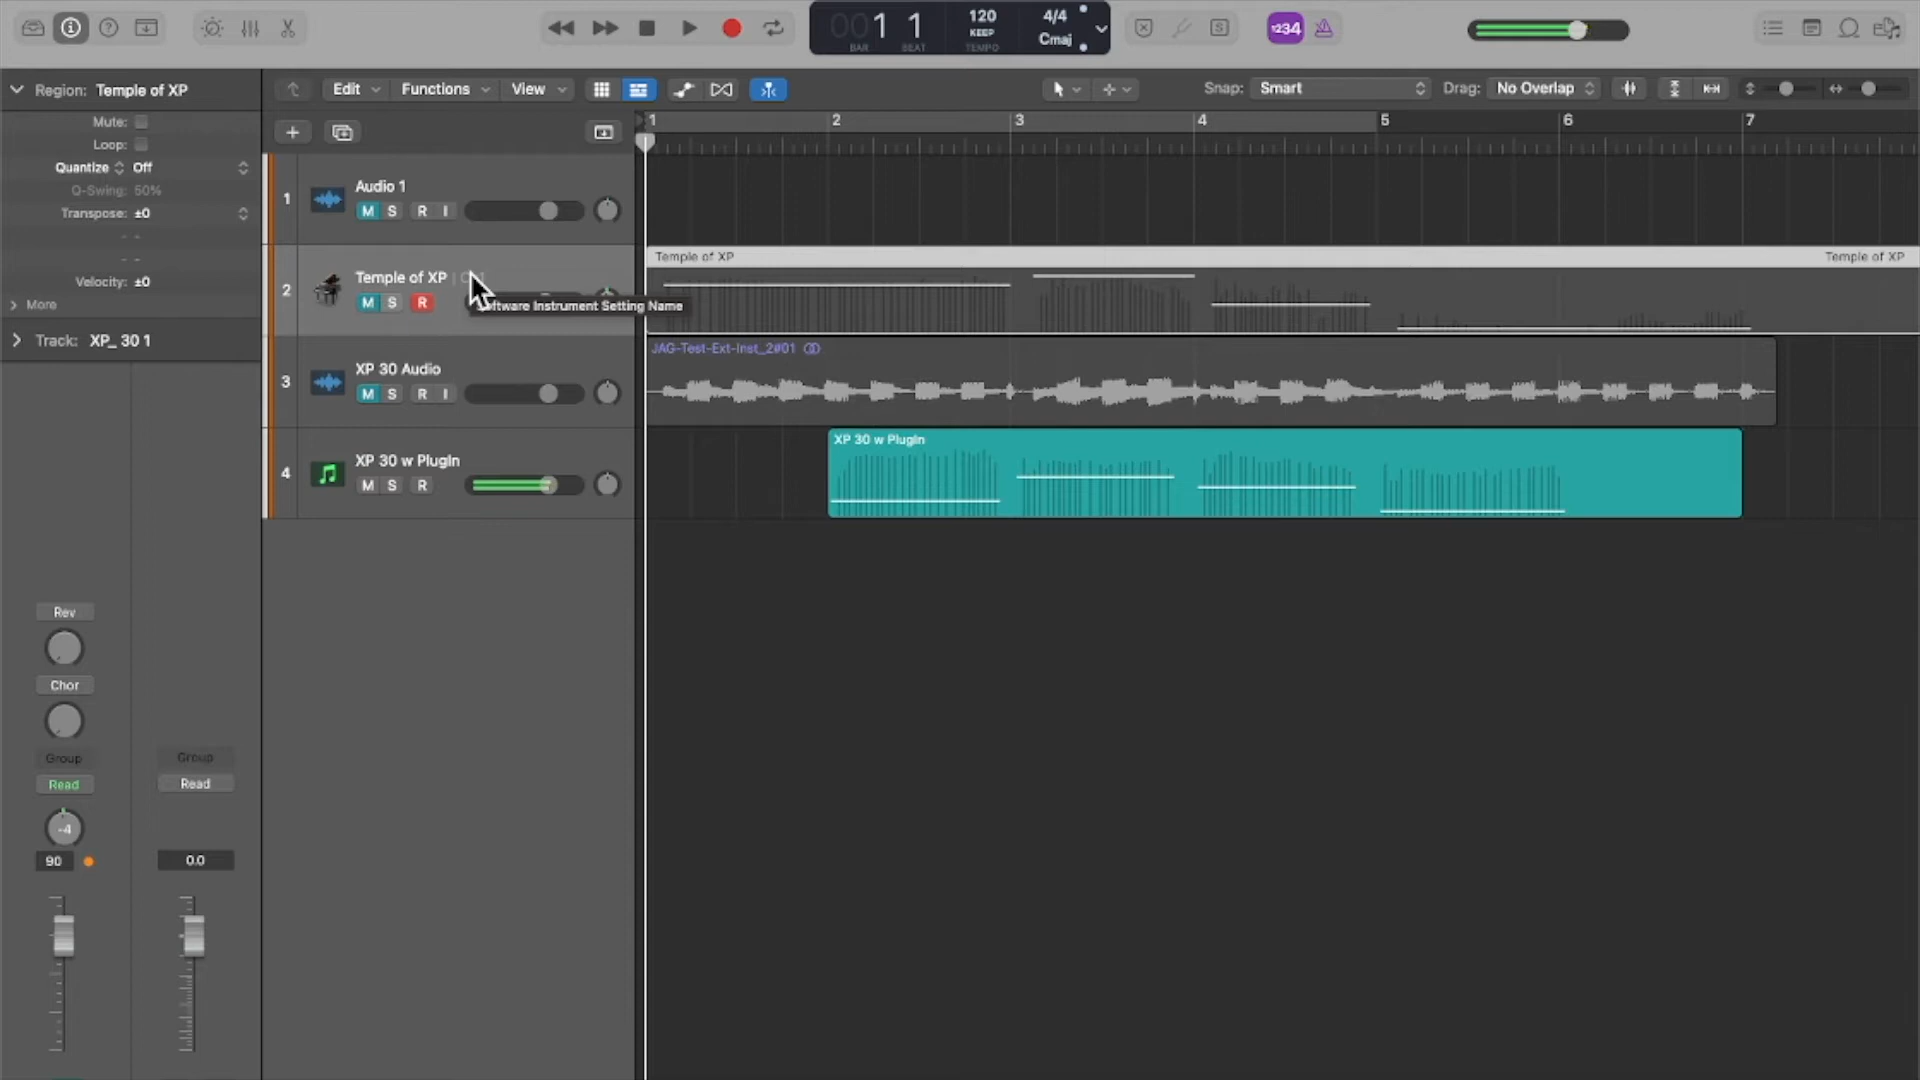 001 1
BAR BEAT
120
KEEP
TEMPO
4/4
Cmaj
1234
Region: Temple of XP
Mute:
Loop:
Quantize Off
Q-Swing: 50%
Transpose: ±0
Velocity: ±0
More
Track: XP_ 30 1
Edit Functions View
Snap: Smart Drag: No Overlap
1 2 3 4 5 6 7
1 Audio 1
M S R I
2 Temple of XP
M S R
Software Instrument Setting Name
3 XP 30 Audio
M S R I
4 XP 30 w PlugIn
M S R
Temple of XP Temple of XP
JAG-Test-Ext-Inst_2#01
XP 30 w PlugIn
Rev
Chor
Group Group
Read Read
-4
90 0.0